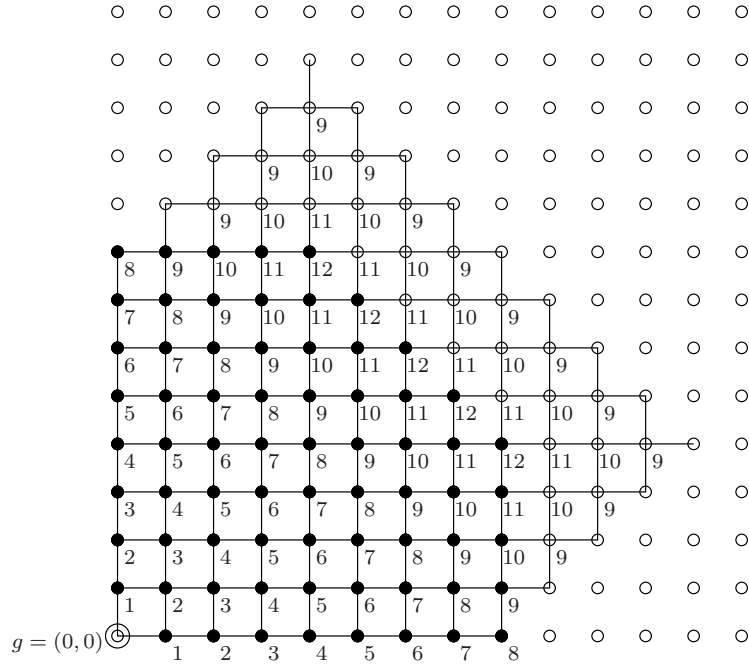 9
9 10 9
9 10 11 10 9
8 9 10 11 12 11 10 9
7 8 9 10 11 12 11 10 9
6 7 8 9 10 11 12 11 10 9
5 6 7 8 9 10 11 12 11 10 9
4 5 6 7 8 9 10 11 12 11 10 9
3 4 5 6 7 8 9 10 11 10 9
2 3 4 5 6 7 8 9 10 9
1 2 3 4 5 6 7 8 9
g = (0, 0)
1 2 3 4 5 6 7 8